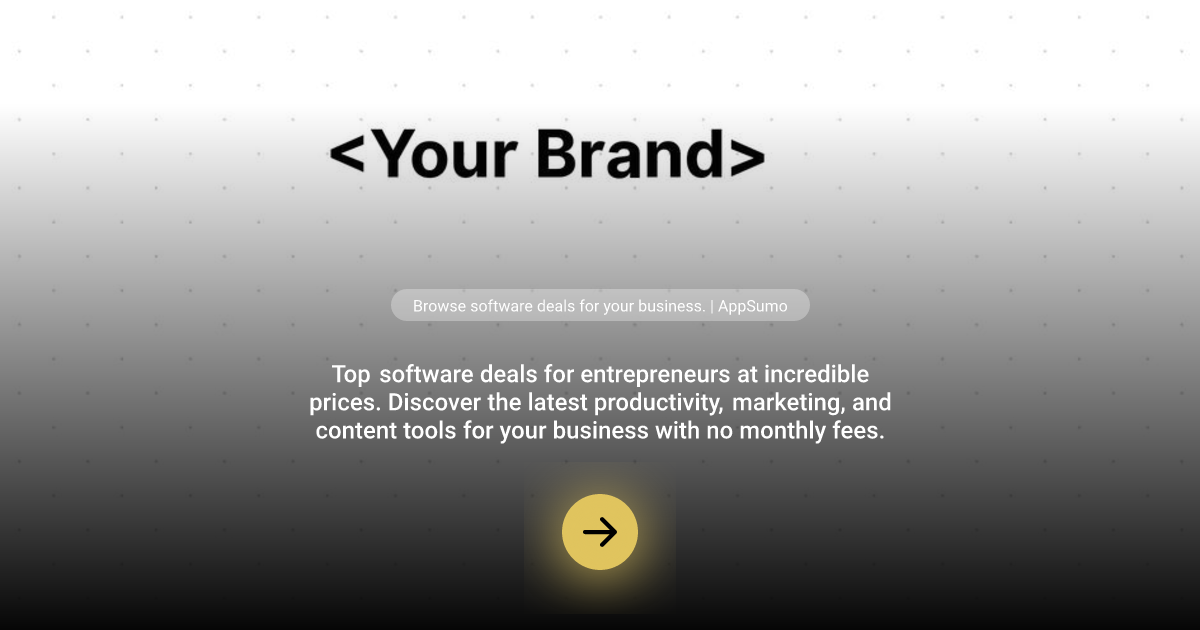 <Your Brand>
Browse software deals for your business. | AppSumo
Top software deals for entrepreneurs at incredible
prices. Discover the latest productivity, marketing, and
content tools for your business with no monthly fees.